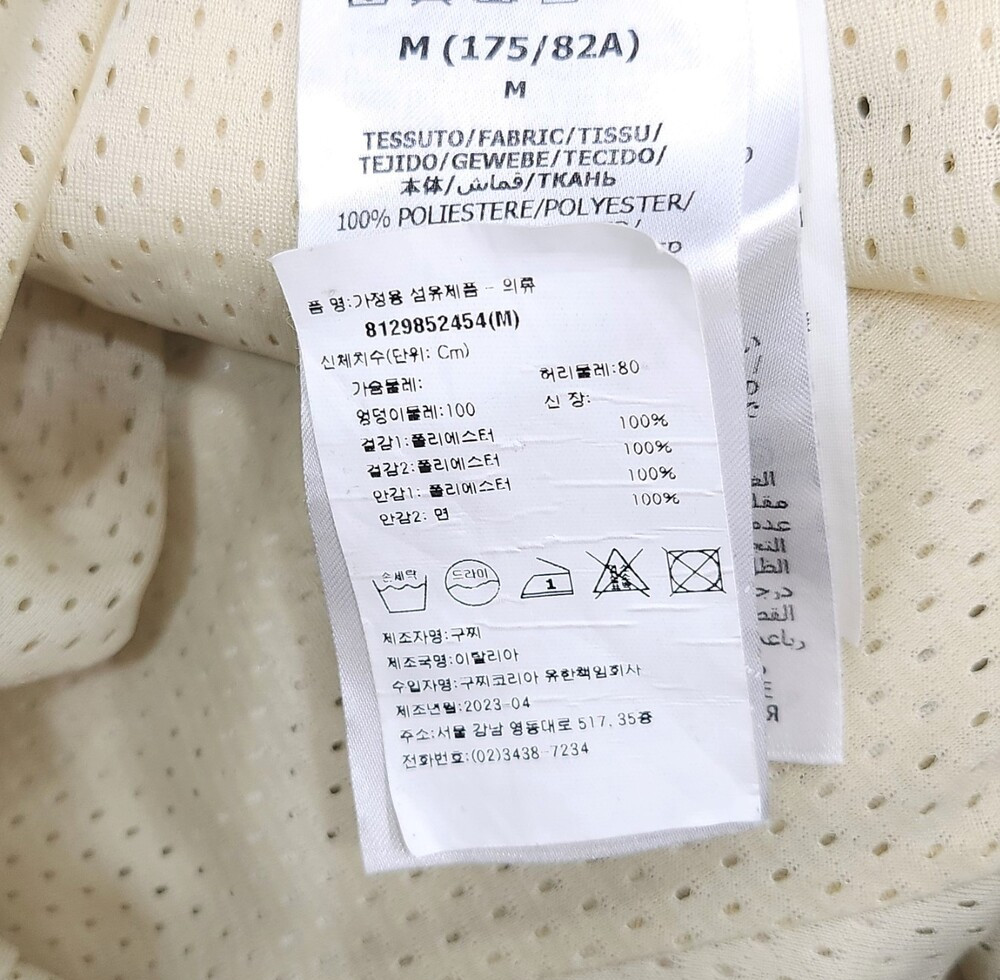 M (175/82A)
M
TESSUTO/FABRIC/TISSU/
TEJIDO/GEWEBE/TECIDO/
本体/قماش/ТКАНЬ
100% POLIESTERE/POLYESTER/
품 명:가정용 섬유제품 - 의류
8129852454(M)
신체치수(단위: Cm)
가슴둘레:
허리둘레:80
엉덩이둘레:100
신 장:
겉감1:폴리에스터 100%
겉감2:폴리에스터 100%
안감1: 폴리에스터 100%
안감2: 면 100%
손세탁 드라이 1
제조자명:구찌
제조국명:이탈리아
수입자명:구찌코리아 유한책임회사
제조년월:2023-04
주소:서울 강남 영동대로 517, 35층
전화번호:(02)3438-7234